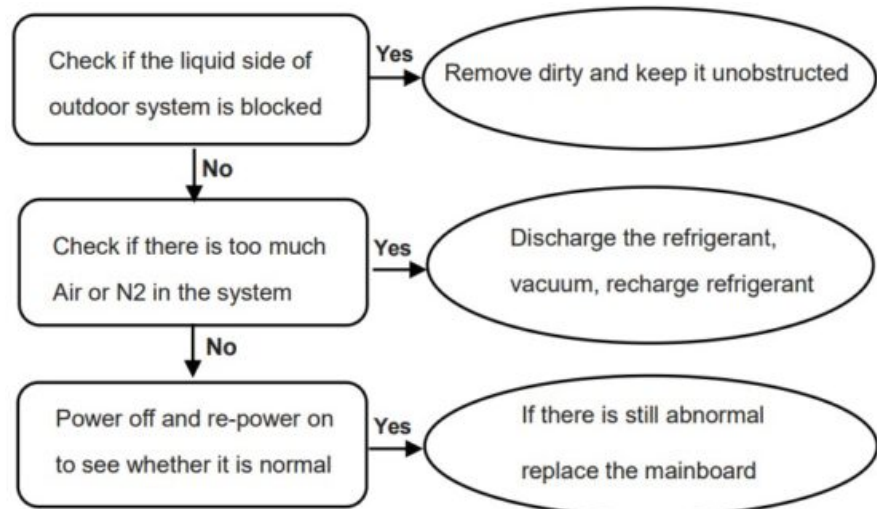 Check if the liquid side of
outdoor system is blocked
Yes
Remove dirty and keep it unobstructed
No
Check if there is too much
Air or N2 in the system
Yes
Discharge the refrigerant,
vacuum, recharge refrigerant
No
Power off and re-power on
to see whether it is normal
Yes
If there is still abnormal
replace the mainboard